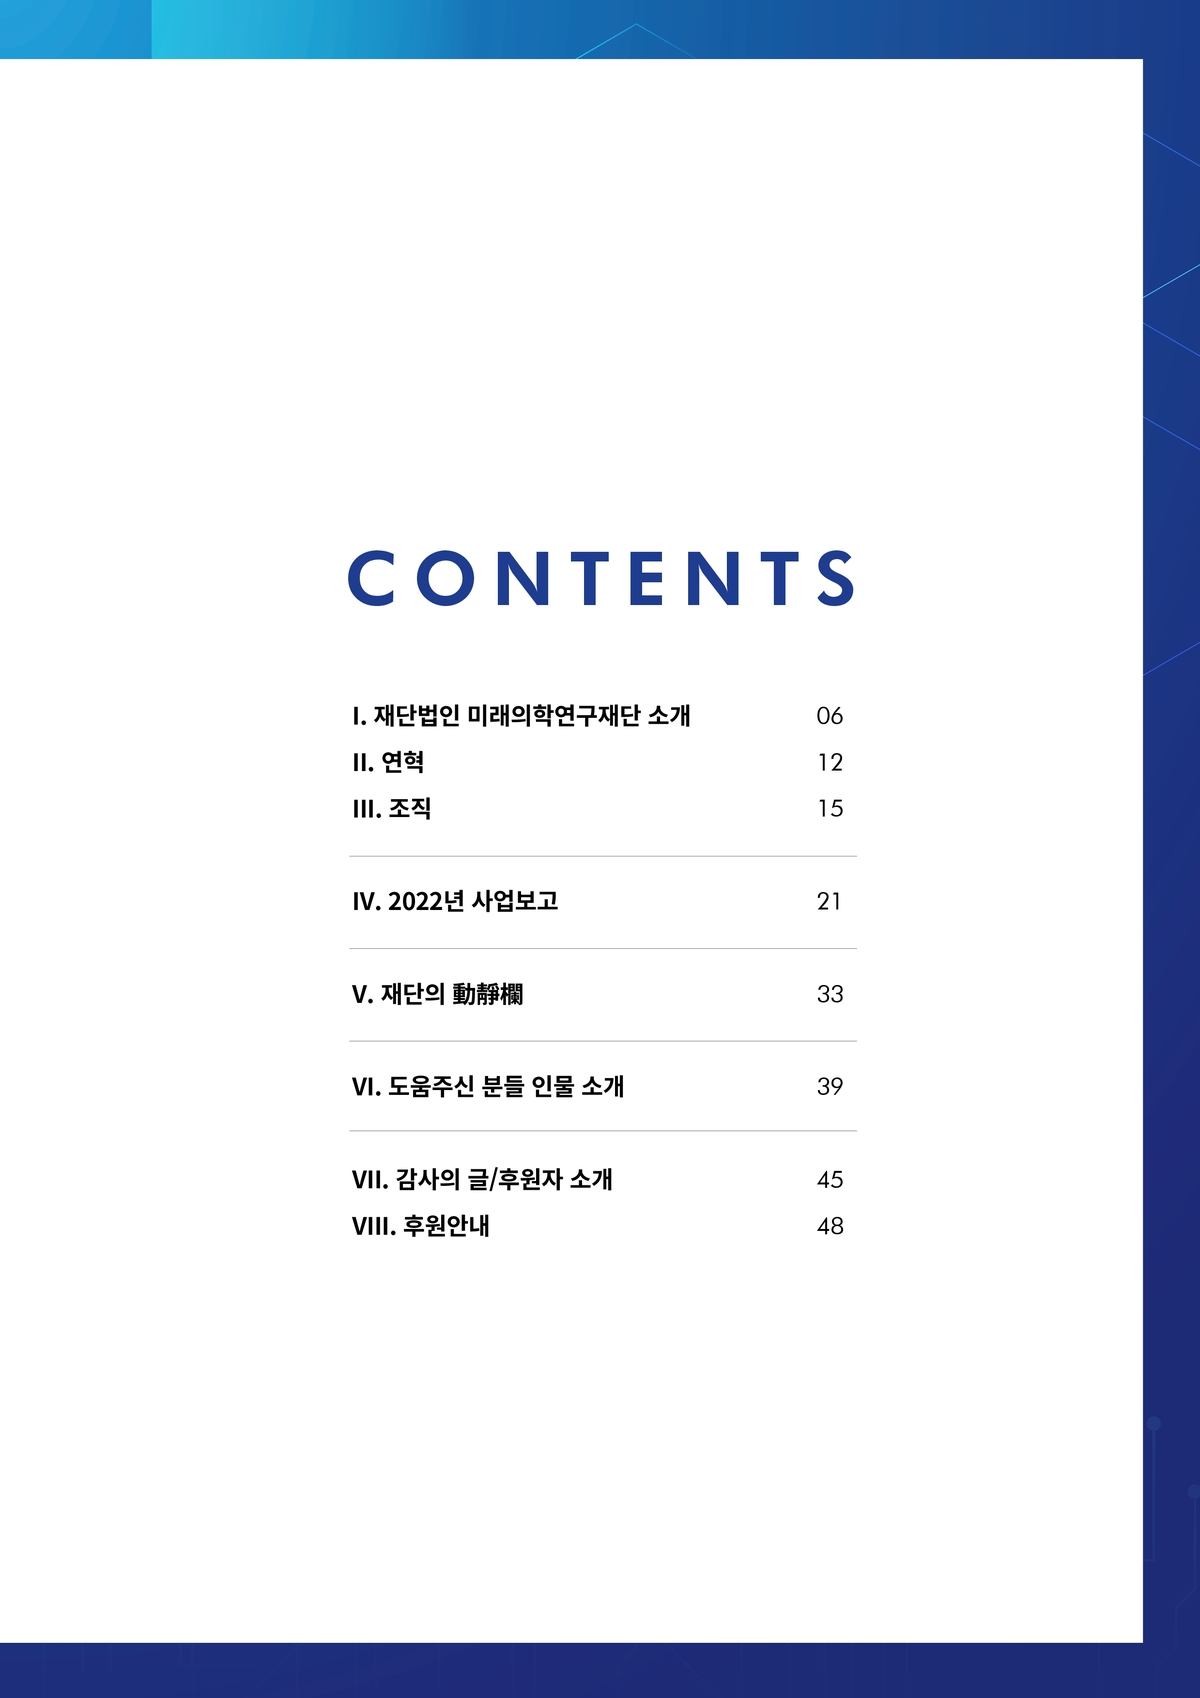 CONTENTS
I. 재단법인 미래의학연구재단 소개 06
II. 연혁 12
III. 조직 15
IV. 2022년 사업보고 21
V. 재단의 動靜欄 33
VI. 도움주신 분들 인물 소개 39
VII. 감사의 글/후원자 소개 45
VIII. 후원안내 48